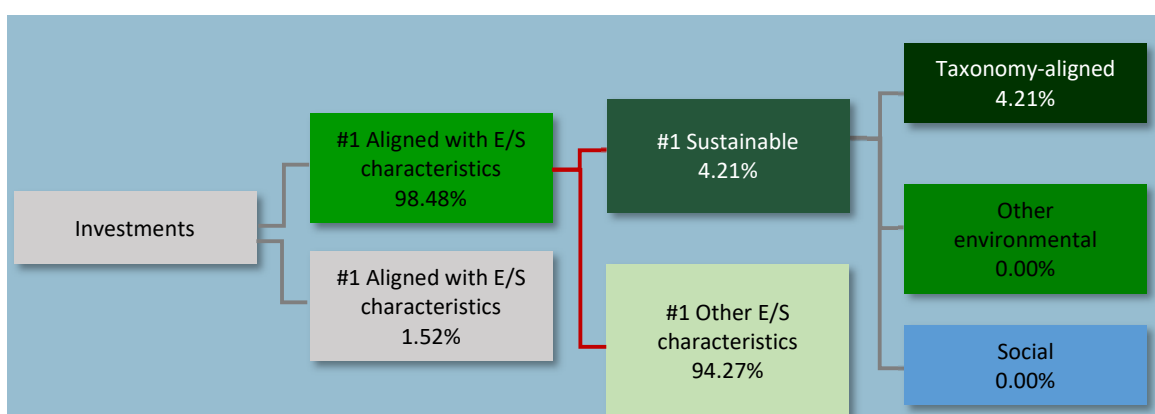 Investments
#1 Aligned with E/S
characteristics
98.48%
#1 Aligned with E/S
characteristics
1.52%
#1 Sustainable
4.21%
#1 Other E/S
characteristics
94.27%
Taxonomy-aligned
4.21%
Other
environmental
0.00%
Social
0.00%